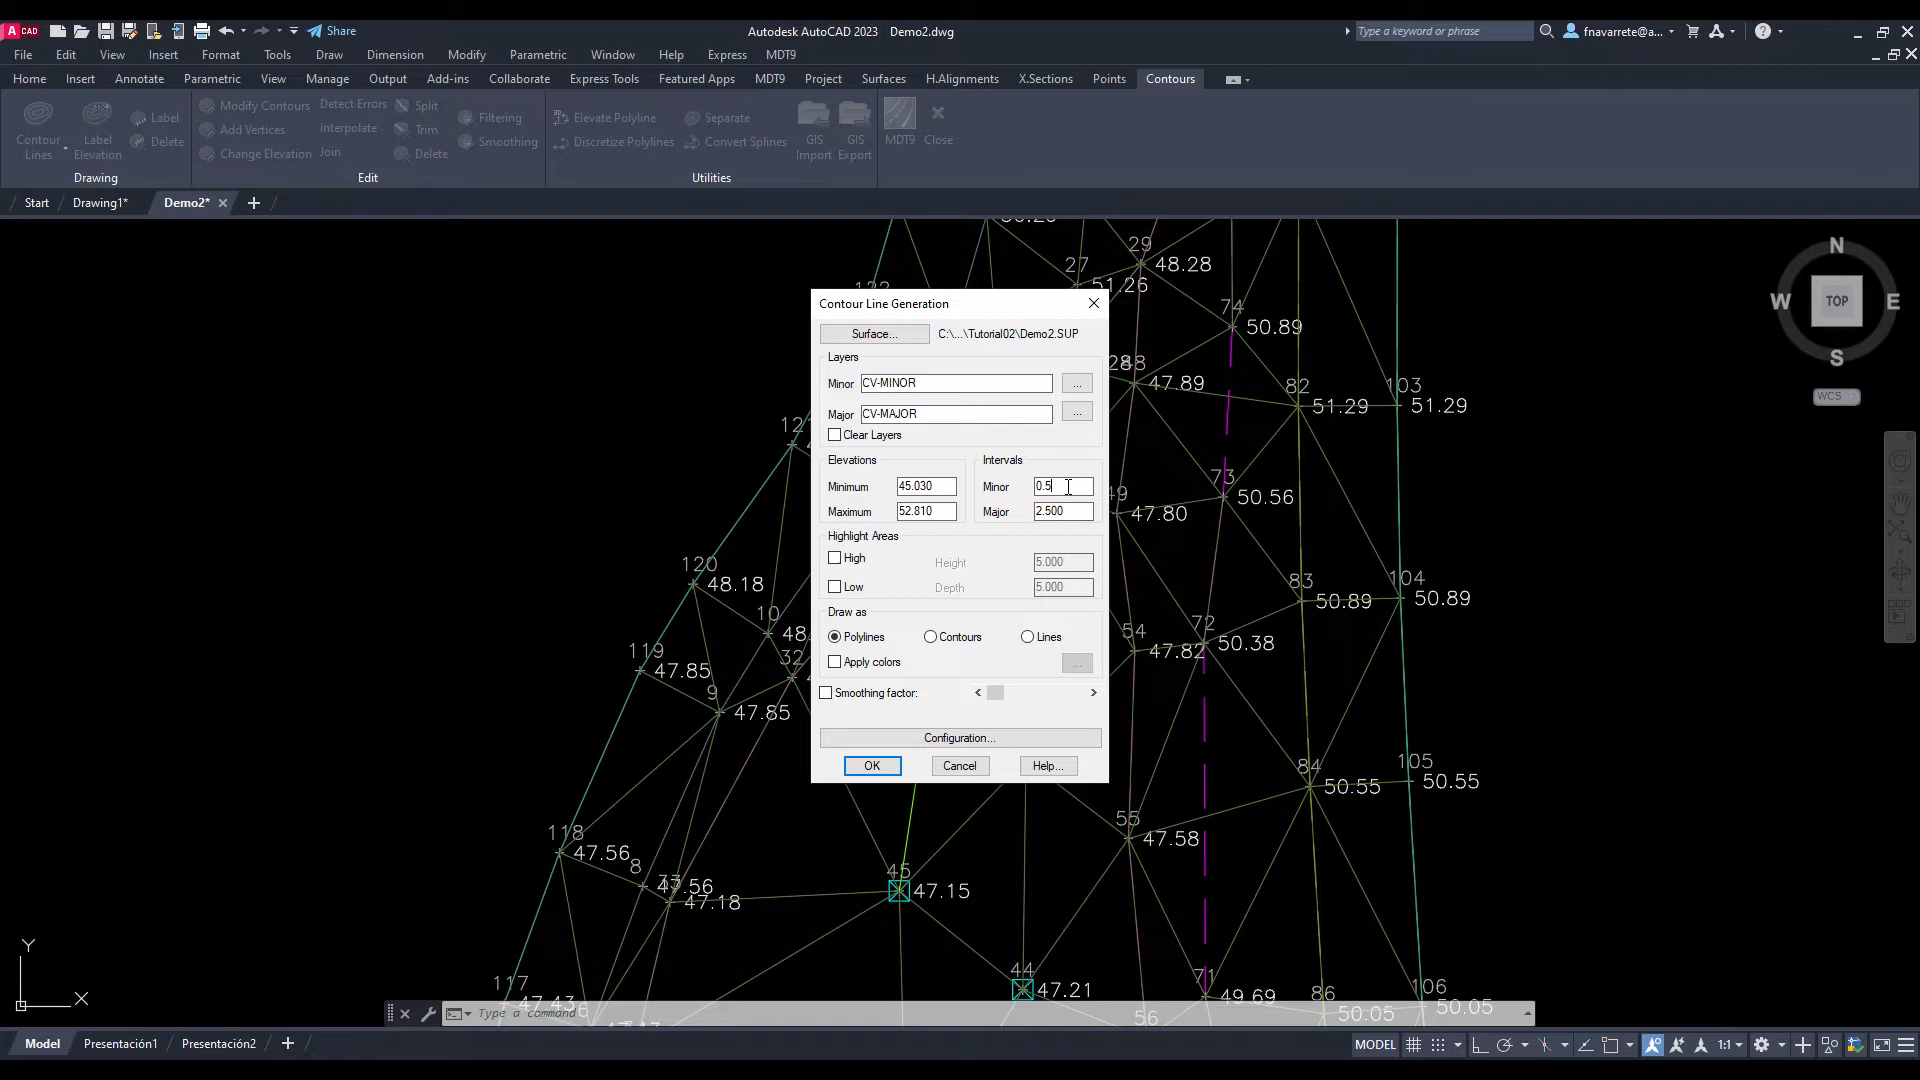 A CAD Share Autodesk AutoCAD 2023 Demo2.dwg Type a keyword or phrase fnavarrete@a...
File Edit View Insert Format Tools Draw Dimension Modify Parametric Window Help Express MDT9
Home Insert Annotate Parametric View Manage Output Add-ins Collaborate Express Tools Featured Apps MDT9 Project Surfaces H.Alignments X.Sections Points Contours
Contour Lines Label Elevation Label Delete
Modify Contours Detect Errors Split
Add Vertices Interpolate Trim Filtering
Change Elevation Join Delete Smoothing
Elevate Polyline Separate
Discretize Polylines Convert Splines
GIS Import GIS Export MDT9 Close
Drawing Edit Utilities
Start Drawing1* Demo2*
N
W TOP E
S
WCS
29
48.28
27
51.26
74
50.89
47.89
82
51.29
103
51.29
73
50.56
47.80
120
48.18
10
83
50.89
104
50.89
72
50.38
54
47.82
119
47.85
32
9
47.85
84
50.55
105
50.55
55
47.58
118
47.56
8
47.56
47.18
45
47.15
44
47.21
71
49.69
86
50.05
106
50.05
56
117
47.43
Contour Line Generation
Surface... C:\...\Tutorial02\Demo2.SUP
Layers
Minor CV-MINOR ...
Major CV-MAJOR ...
Clear Layers
Elevations Intervals
Minimum 45.030 Minor 0.5
Maximum 52.810 Major 2.500
Highlight Areas
High Height 5.000
Low Depth 5.000
Draw as
Polylines Contours Lines
Apply colors ...
Smoothing factor: < >
Configuration...
OK Cancel Help...
Y
X
Type a command
Model Presentación1 Presentación2 MODEL 1:1